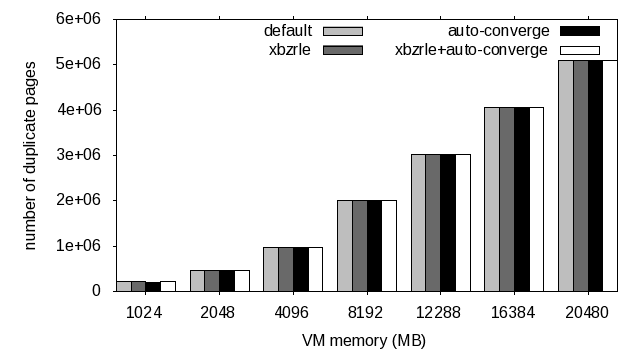 6e+06
5e+06
4e+06
3e+06
2e+06
1e+06
0
number of duplicate pages
default
xbzrle
auto-converge
xbzrle+auto-converge
1024 2048 4096 8192 12288 16384 20480
VM memory (MB)